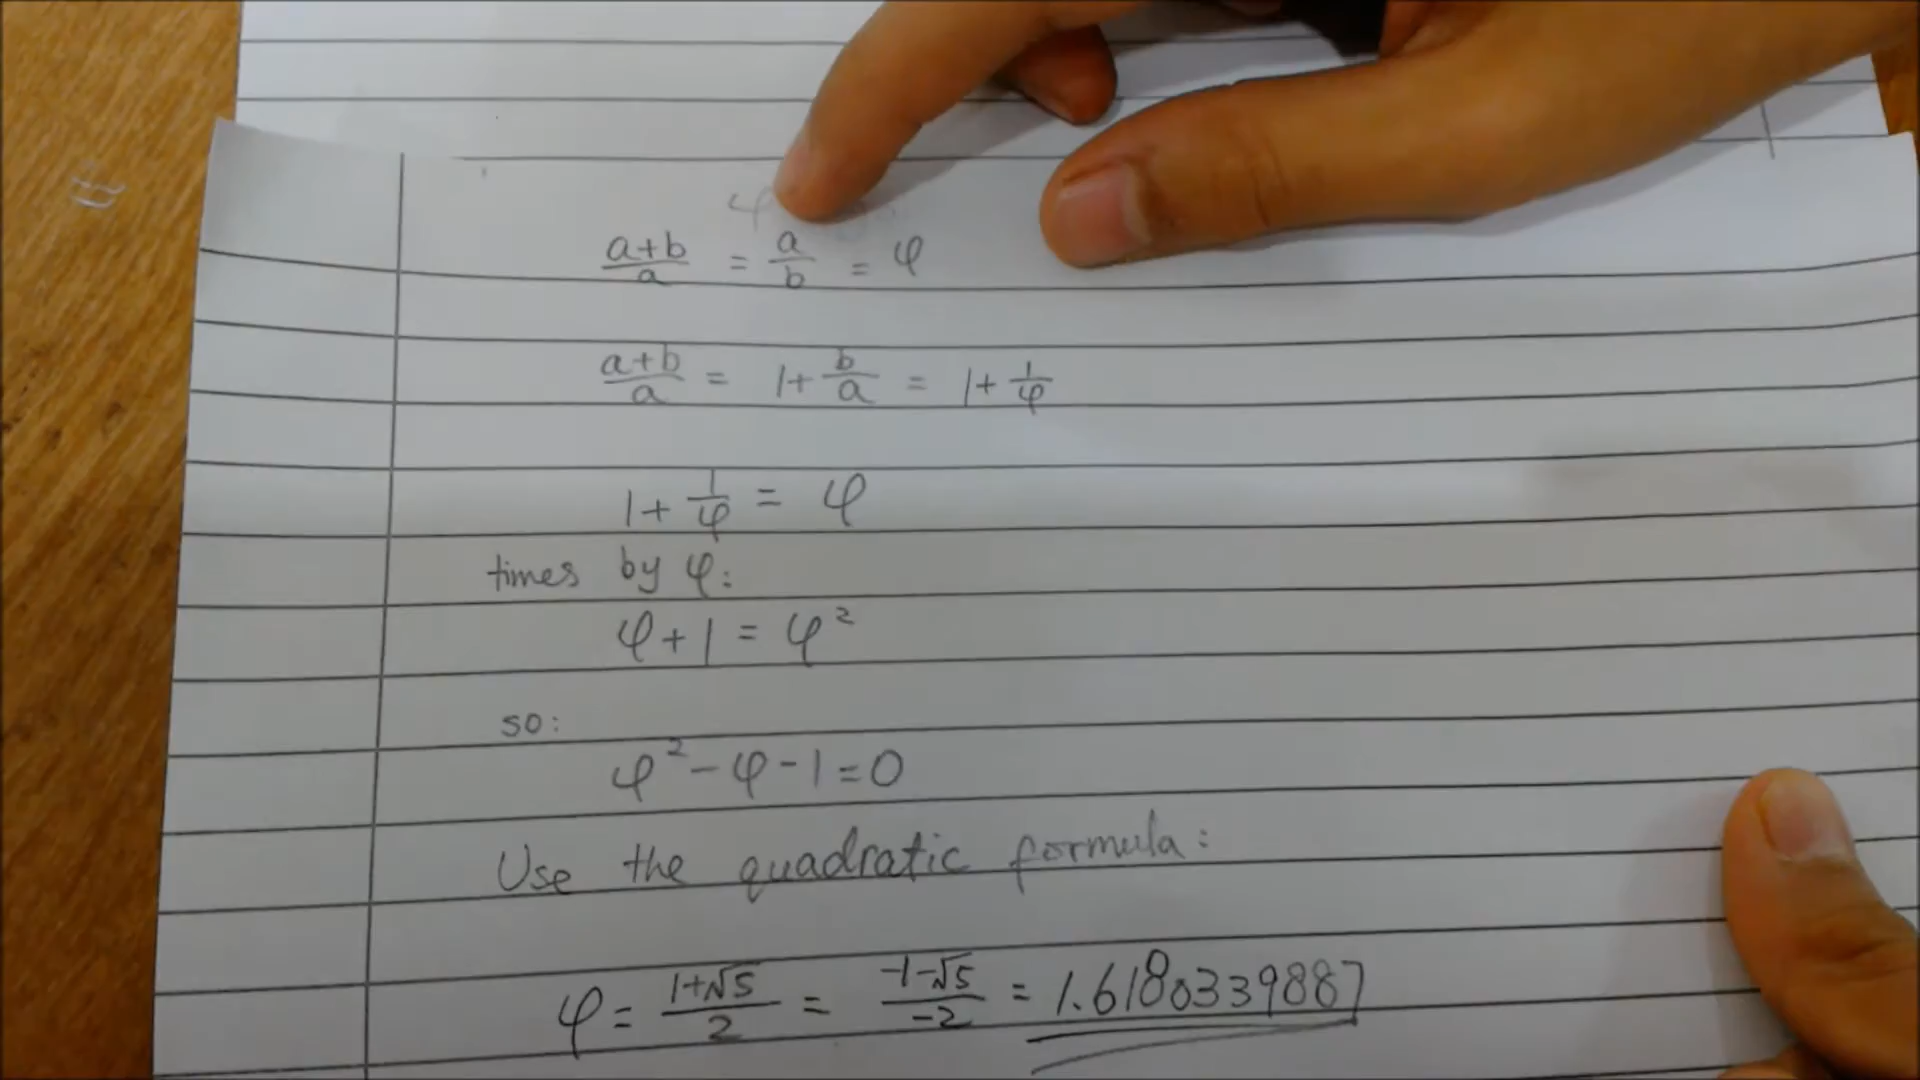 a+b/a = a/b = φ
a+b/a = 1+ b/a = 1+ 1/φ
1+ 1/φ = φ
times by φ:
φ+1 = φ²
so:
φ²-φ-1=0
Use the quadratic formula:
φ = 1+√5/2 = -1-√5/-2 = 1.6180339887